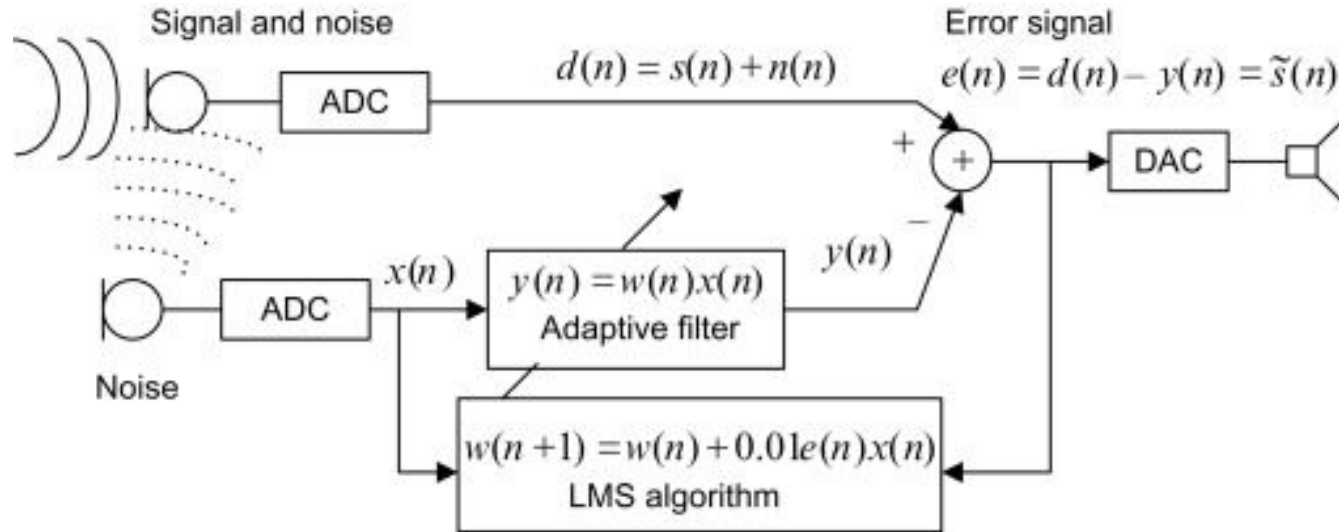 Signal and noise
Error signal
d(n) = s(n) + n(n)
e(n) = d(n) − y(n) = s̃(n)
ADC
+
+
DAC
−
x(n)
y(n) = w(n)x(n)
y(n)
ADC
Adaptive filter
Noise
w(n+1) = w(n) + 0.01e(n)x(n)
LMS algorithm